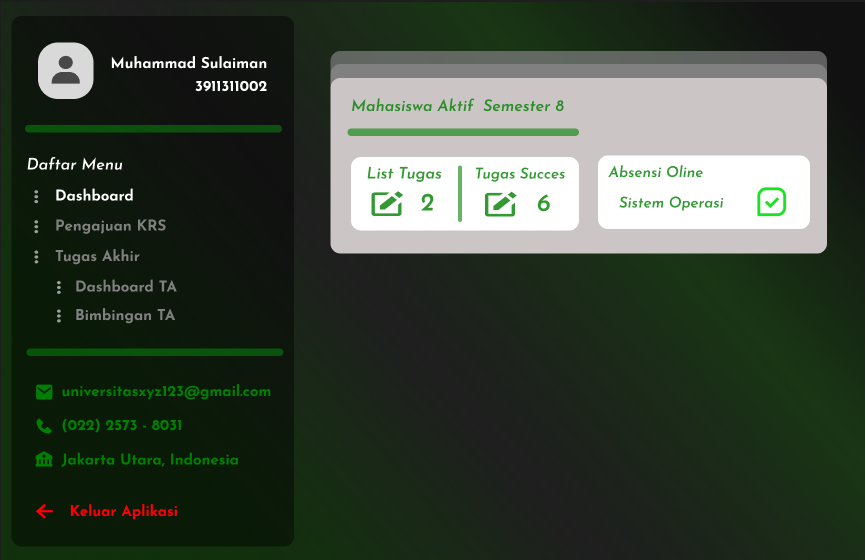 Muhammad Sulaiman
3911311002
Daftar Menu
Dashboard
Pengajuan KRS
Tugas Akhir
Dashboard TA
Bimbingan TA
universitasxyz123@gmail.com
(022) 2573 - 8031
Jakarta Utara, Indonesia
Keluar Aplikasi
Mahasiswa Aktif Semester 8
List Tugas
2
Tugas Succes
6
Absensi Oline
Sistem Operasi